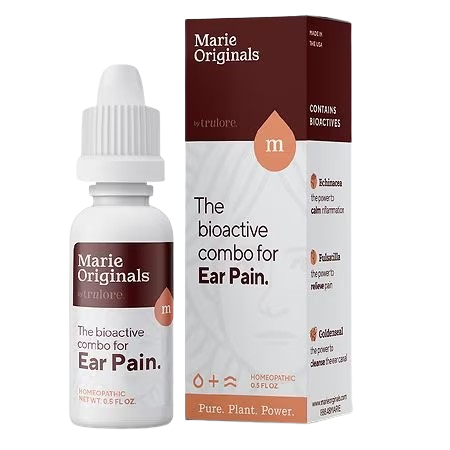 Marie
Originals
by trulore.
m
The
bioactive
combo for
Ear Pain.
HOMEOPATHIC
0.5 FL OZ
Pure. Plant. Power.
MADE IN
THE USA
CONTAINS
BIOACTIVES
Echinacea
the power to
calm inflammation
Pulsatilla
the power to
relieve pain
Goldenseal
the power to
cleanse the ear canal
www.marieoriginals.com
Marie
Originals
by trulore.
m
The bioactive
combo for
Ear Pain.
HOMEOPATHIC
NET WT. 0.5 FL OZ.